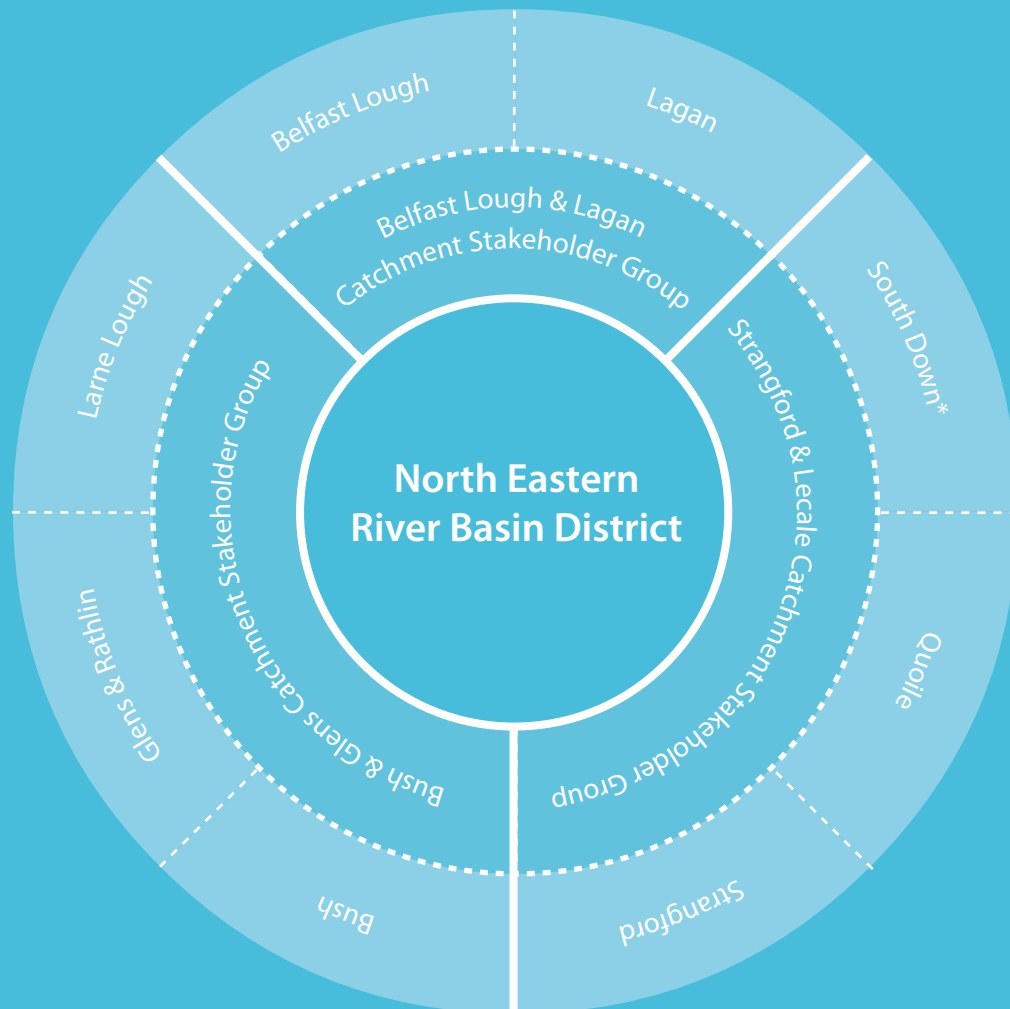 Belfast Lough
Lagan
Belfast Lough & Lagan
Catchment Stakeholder Group
South Down*
Strangford & Lecale Catchment Stakeholder Group
Quoile
Strangford
Bush
Bush & Glens Catchment Stakeholder Group
Glens & Rathlin
Larne Lough
North Eastern
River Basin District